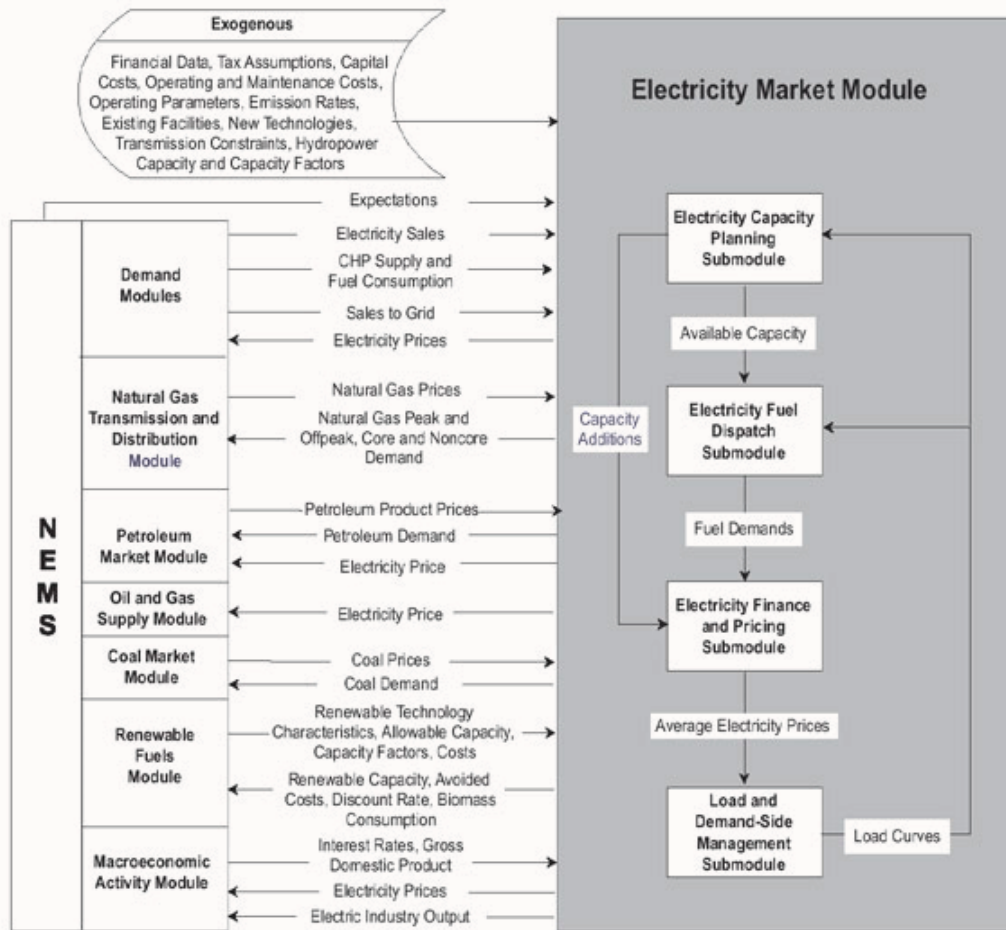 Exogenous
Financial Data, Tax Assumptions, Capital
Costs, Operating and Maintenance Costs,
Operating Parameters, Emission Rates,
Existing Facilities, New Technologies,
Transmission Constraints, Hydropower
Capacity and Capacity Factors
Electricity Market Module
NEMS
Expectations
Demand
Modules
Electricity Sales
CHP Supply and
Fuel Consumption
Sales to Grid
Electricity Prices
Natural Gas
Transmission and
Distribution
Module
Natural Gas Prices
Natural Gas Peak and
Offpeak, Core and Noncore
Demand
Petroleum
Market Module
Petroleum Product Prices
Petroleum Demand
Electricity Price
Oil and Gas
Supply Module
Electricity Price
Coal Market
Module
Coal Prices
Coal Demand
Renewable
Fuels
Module
Renewable Technology
Characteristics, Allowable Capacity,
Capacity Factors, Costs
Renewable Capacity, Avoided
Costs, Discount Rate, Biomass
Consumption
Macroeconomic
Activity Module
Interest Rates, Gross
Domestic Product
Electricity Prices
Electric Industry Output
Electricity Capacity
Planning
Submodule
Available Capacity
Capacity
Additions
Electricity Fuel
Dispatch
Submodule
Fuel Demands
Electricity Finance
and Pricing
Submodule
Average Electricity Prices
Load and
Demand-Side
Management
Submodule
Load Curves